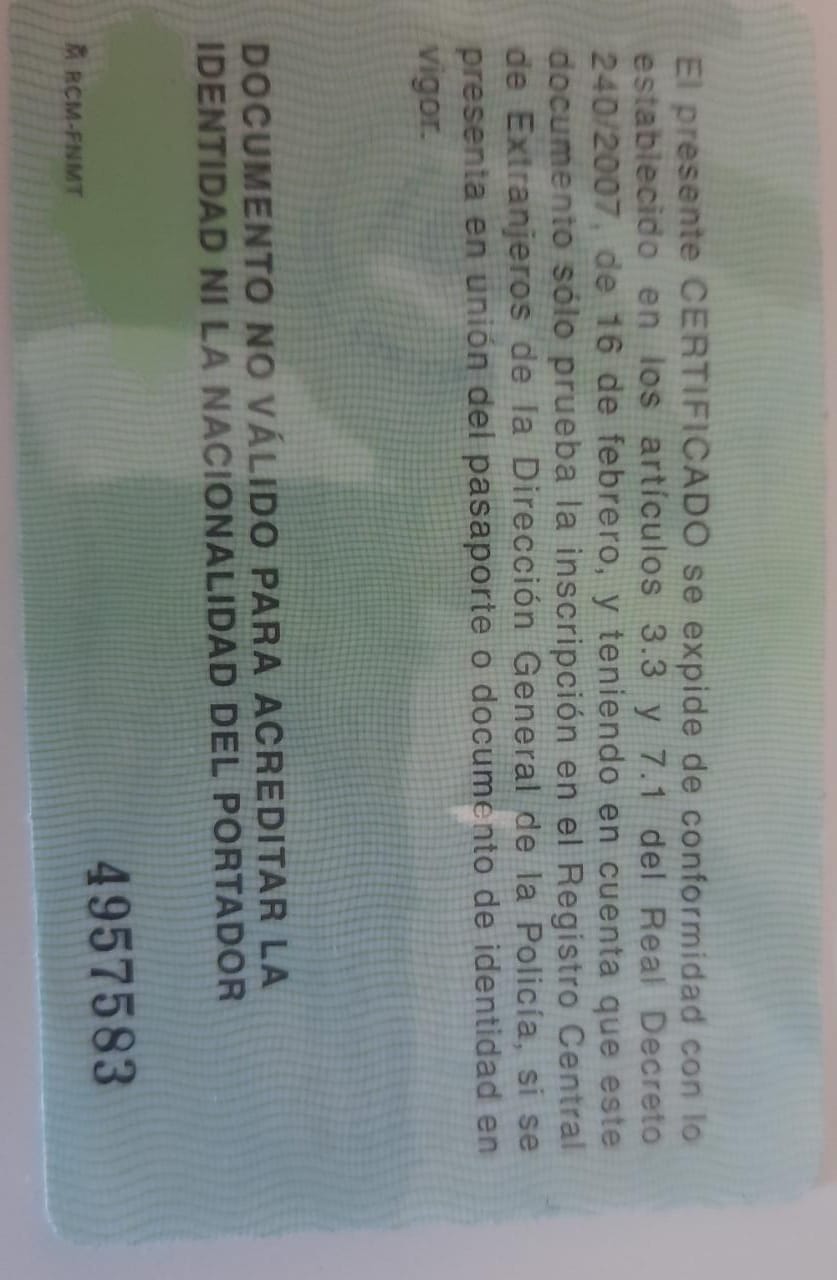 El presente CERTIFICADO se expide de conformidad con lo
establecido en los artículos 3.3 y 7.1 del Real Decreto
240/2007, de 16 de febrero, y teniendo en cuenta que este
documento sólo prueba la inscripción en el Registro Central
de Extranjeros de la Dirección General de la Policía, si se
presenta en unión del pasaporte o documento de identidad en
vigor.
DOCUMENTO NO VÁLIDO PARA ACREDITAR LA
IDENTIDAD NI LA NACIONALIDAD DEL PORTADOR
RCM-FNMT
4957583